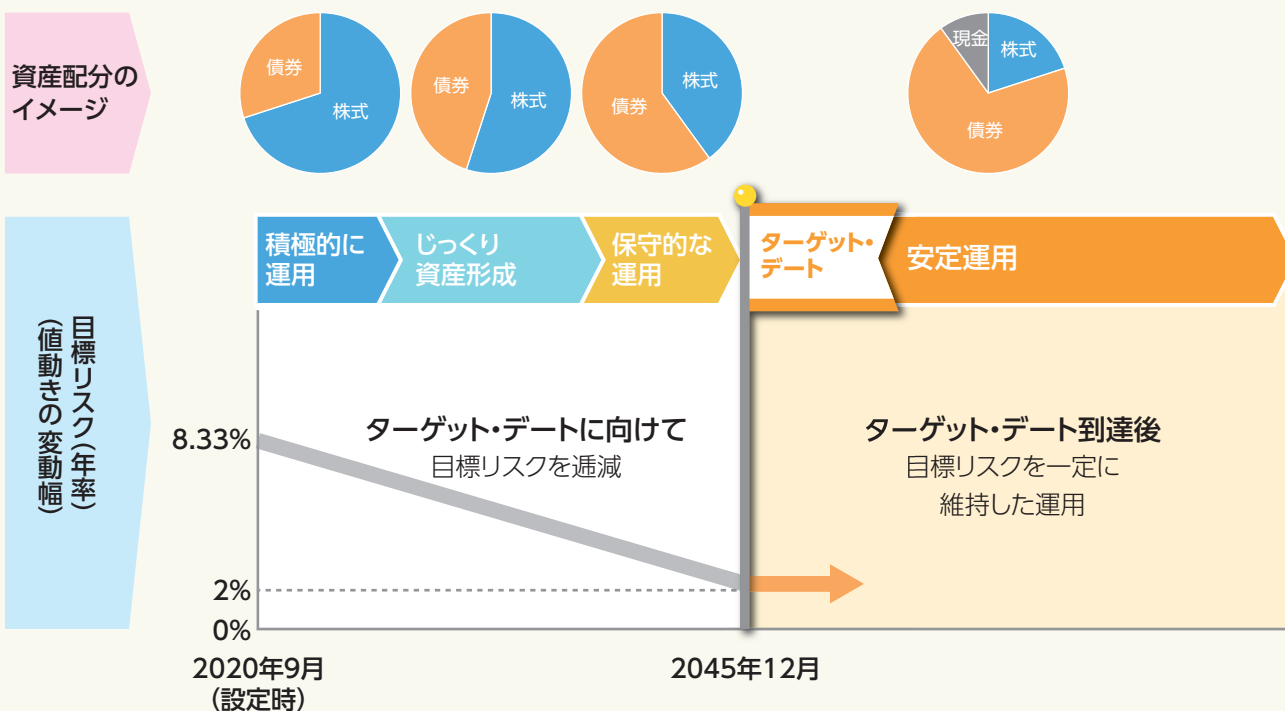 資産配分の
イメージ
債券
株式
債券
株式
債券
株式
現金
株式
債券
積極的に
運用
じっくり
資産形成
保守的な
運用
ターゲット・
デート
安定運用
目標リスク(年率)
(値動きの変動幅)
8.33%
2%
0%
ターゲット・デートに向けて
目標リスクを逓減
ターゲット・デート到達後
目標リスクを一定に
維持した運用
2020年9月
(設定時)
2045年12月